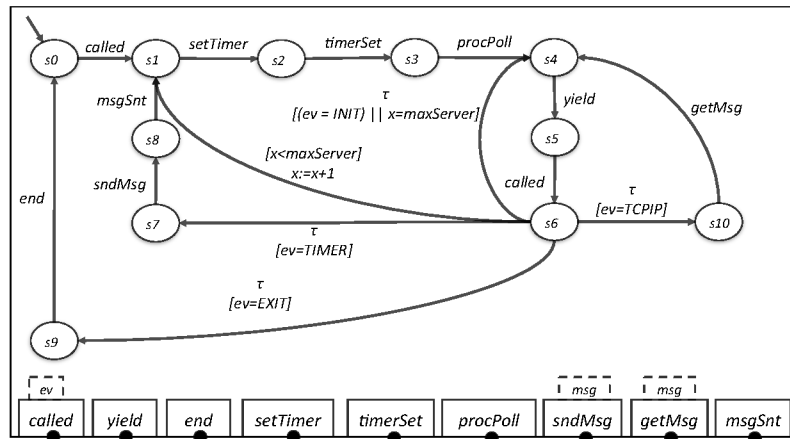 s0
called
s1
setTimer
s2
timerSet
s3
procPoll
s4
msgSnt
τ
[(ev = INIT) || x=maxServer]
yield
getMsg
s8
s5
[x<maxServer]
x:=x+1
sndMsg
called
end
s7
s6
τ
[ev=TCPIP]
s10
τ
[ev=TIMER]
τ
[ev=EXIT]
s9
ev
msg
msg
called
yield
end
setTimer
timerSet
procPoll
sndMsg
getMsg
msgSnt